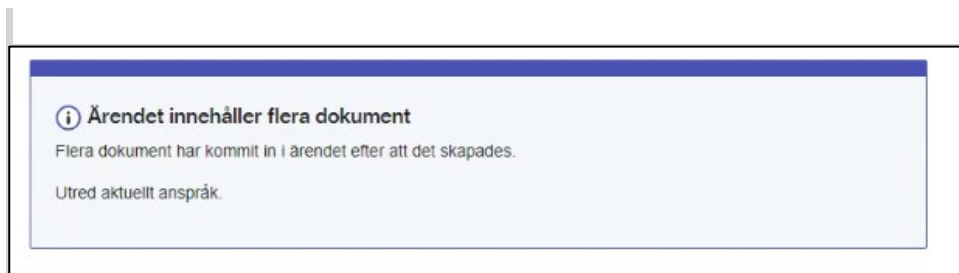 Ärendet innehåller flera dokument
Flera dokument har kommit in i ärendet efter att det skapades.
Utred aktuellt anspråk.